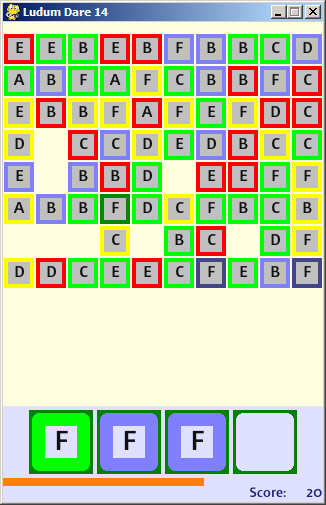 Ludum Dare 14
E E B E B F B B C D
A B F A F C B B F C
E B B F A F E F D C
D C C D E D B C C
E B B D E E F F
A B B F D C F B C B
C B C D F
D D C E E C F E B F
F F F
Score: 20